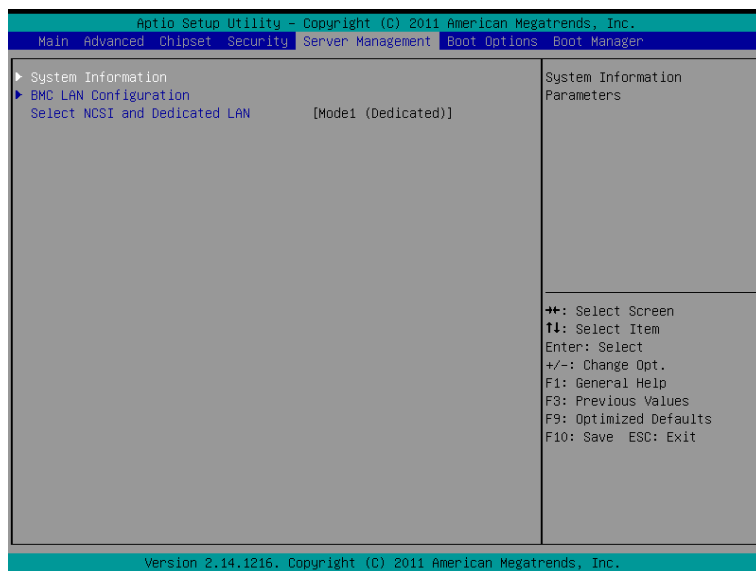 Aptio Setup Utility – Copyright (C) 2011 American Megatrends, Inc.
Main Advanced Chipset Security Server Management Boot Options Boot Manager
▶ System Information
▶ BMC LAN Configuration
Select NCSI and Dedicated LAN [Mode1 (Dedicated)]
System Information
Parameters
→←: Select Screen
↑↓: Select Item
Enter: Select
+/-: Change Opt.
F1: General Help
F3: Previous Values
F9: Optimized Defaults
F10: Save ESC: Exit
Version 2.14.1216. Copyright (C) 2011 American Megatrends, Inc.